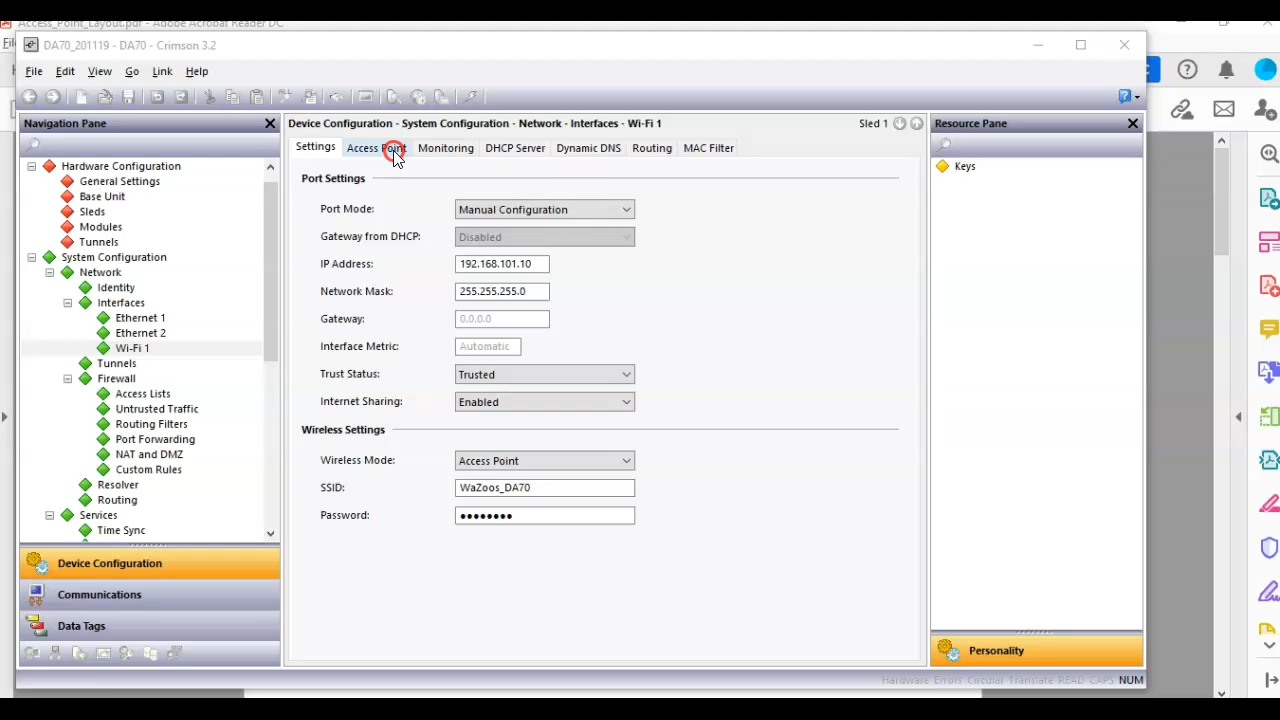 Access_Point_Layout.pdf - Adobe Acrobat Reader DC
DA70_201119 - DA70 - Crimson 3.2
File Edit View Go Link Help
Navigation Pane
Hardware Configuration
General Settings
Base Unit
Sleds
Modules
Tunnels
System Configuration
Network
Identity
Interfaces
Ethernet 1
Ethernet 2
Wi-Fi 1
Tunnels
Firewall
Access Lists
Untrusted Traffic
Routing Filters
Port Forwarding
NAT and DMZ
Custom Rules
Resolver
Routing
Services
Time Sync
Device Configuration
Communications
Data Tags
Device Configuration - System Configuration - Network - Interfaces - Wi-Fi 1
Sled 1
Settings Access Point Monitoring DHCP Server Dynamic DNS Routing MAC Filter
Port Settings
Port Mode: Manual Configuration
Gateway from DHCP: Disabled
IP Address: 192.168.101.10
Network Mask: 255.255.255.0
Gateway: 0.0.0.0
Interface Metric: Automatic
Trust Status: Trusted
Internet Sharing: Enabled
Wireless Settings
Wireless Mode: Access Point
SSID: WaZoos_DA70
Password: ●●●●●●●●
Resource Pane
Keys
Personality
Hardware Errors Circular Translate READ CAPS NUM